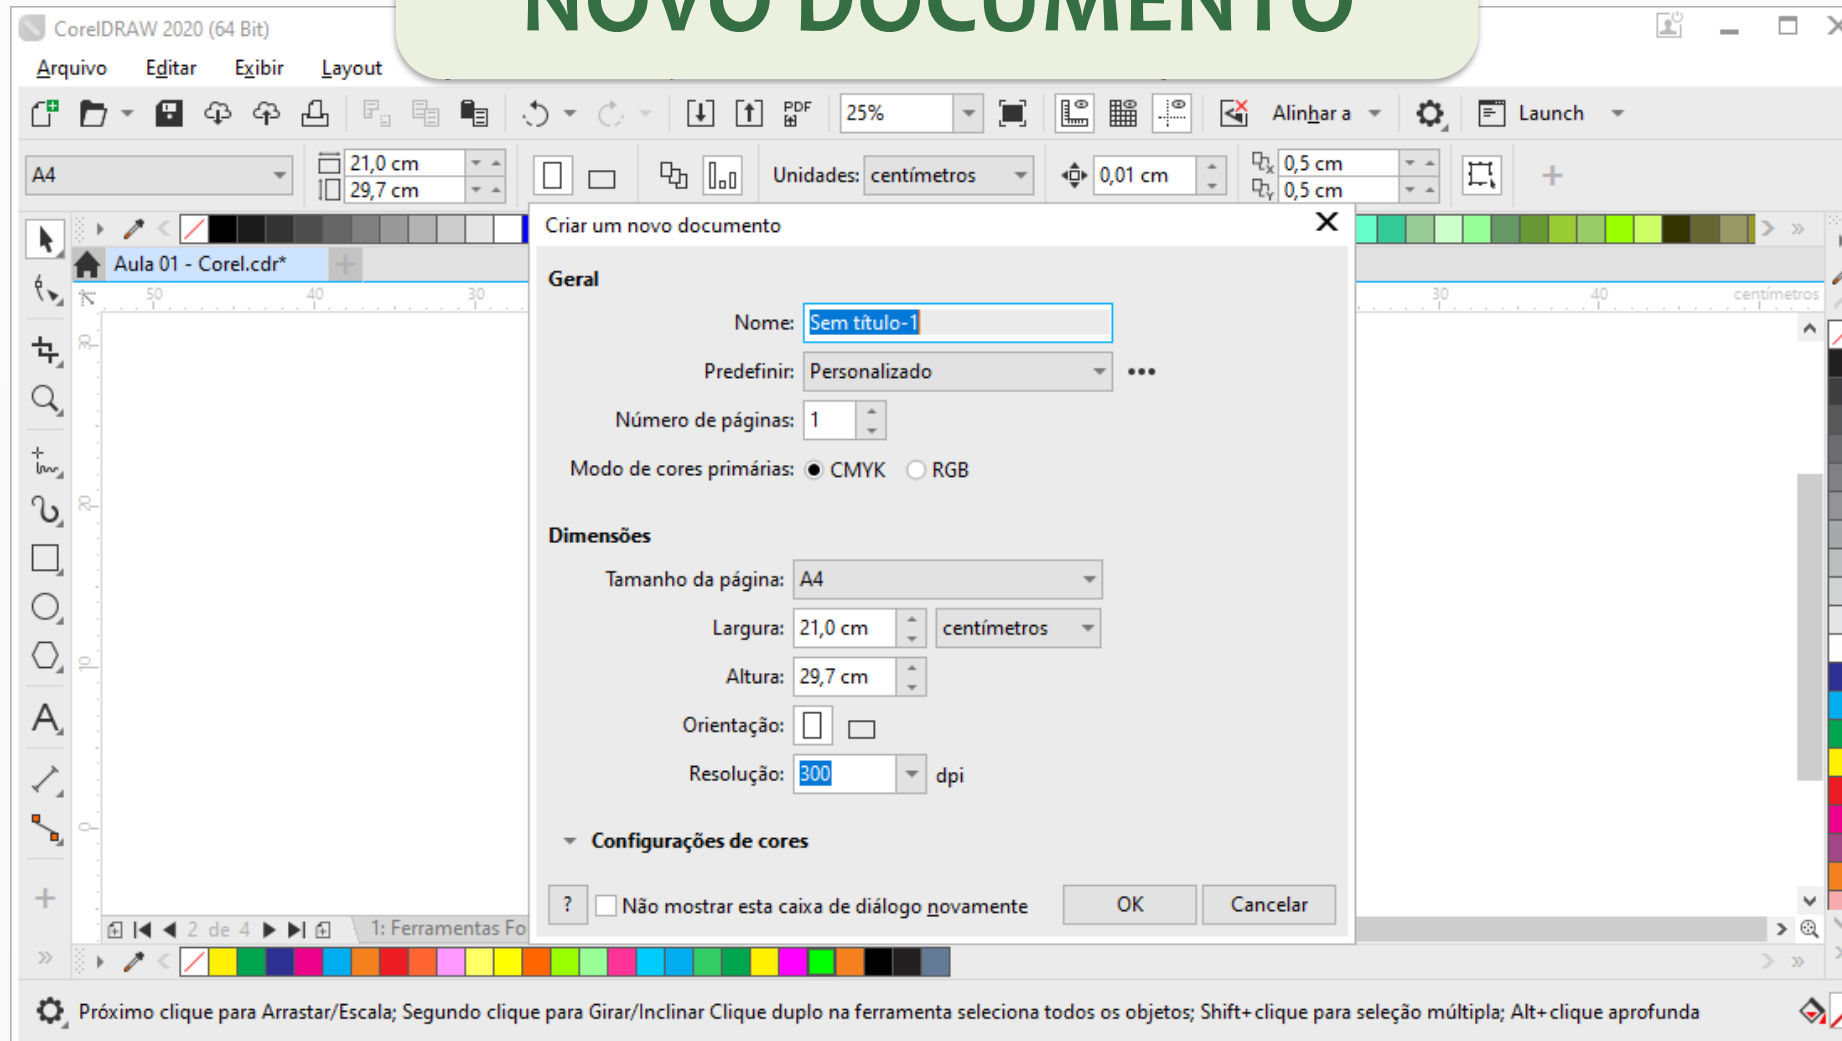 NOVO DOCUMENTO
CorelDRAW 2020 (64 Bit)
Arquivo Editar Exibir Layout
PDF 25% Alinhar a Launch
A4 21,0 cm 29,7 cm Unidades: centímetros 0,01 cm 0,5 cm 0,5 cm
Criar um novo documento
Aula 01 - Corel.cdr*
50 40 30 30 40 centímetros
30
20
10
0
Geral
Nome: Sem título-1
Predefinir: Personalizado
Número de páginas: 1
Modo de cores primárias: CMYK RGB
Dimensões
Tamanho da página: A4
Largura: 21,0 cm centímetros
Altura: 29,7 cm
Orientação:
Resolução: 300 dpi
Configurações de cores
? Não mostrar esta caixa de diálogo novamente OK Cancelar
2 de 4 1: Ferramentas Fo
Próximo clique para Arrastar/Escala; Segundo clique para Girar/Inclinar Clique duplo na ferramenta seleciona todos os objetos; Shift+clique para seleção múltipla; Alt+clique aprofunda